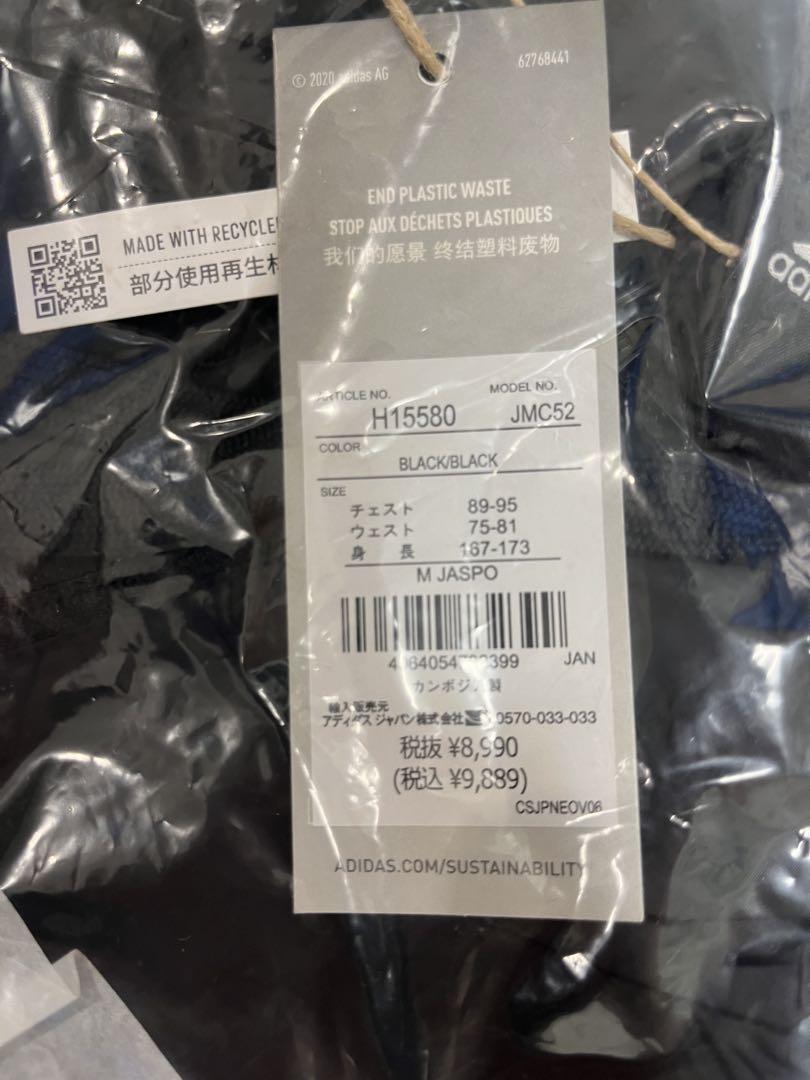 © 2020 adidas AG
62768441
END PLASTIC WASTE
STOP AUX DÉCHETS PLASTIQUES
我们的愿景 终结塑料废物
MADE WITH RECYCLED
部分使用再生材
ARTICLE NO. MODEL NO.
H15580 JMC52
COLOR
BLACK/BLACK
SIZE
チェスト 89-95
ウェスト 75-81
身 長 167-173
M JASPO
JAN
カンボジア製
輸入販売元
アディダス ジャパン株式会社 0570-033-033
税抜 ¥8,990
(税込 ¥9,889)
CSJPNEOV06
ADIDAS.COM/SUSTAINABILITY